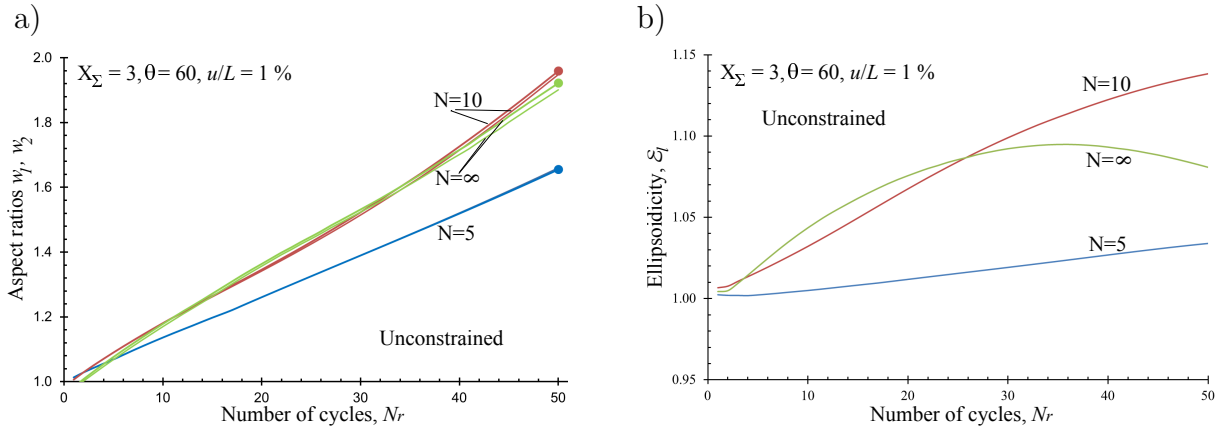 a)
X_Σ = 3, θ= 60, u/L = 1 %
2.0
1.8
1.6
1.4
1.2
1.0
Aspect ratios w_1, w_2
N=10
N=∞
N=5
Unconstrained
0
10
20
30
40
50
Number of cycles, Nr
b)
X_Σ = 3, θ= 60, u/L = 1 %
Unconstrained
1.15
1.10
1.05
1.00
0.95
Ellipsoidicity, ℰ_l
N=10
N=∞
N=5
0
10
20
30
40
50
Number of cycles, Nr